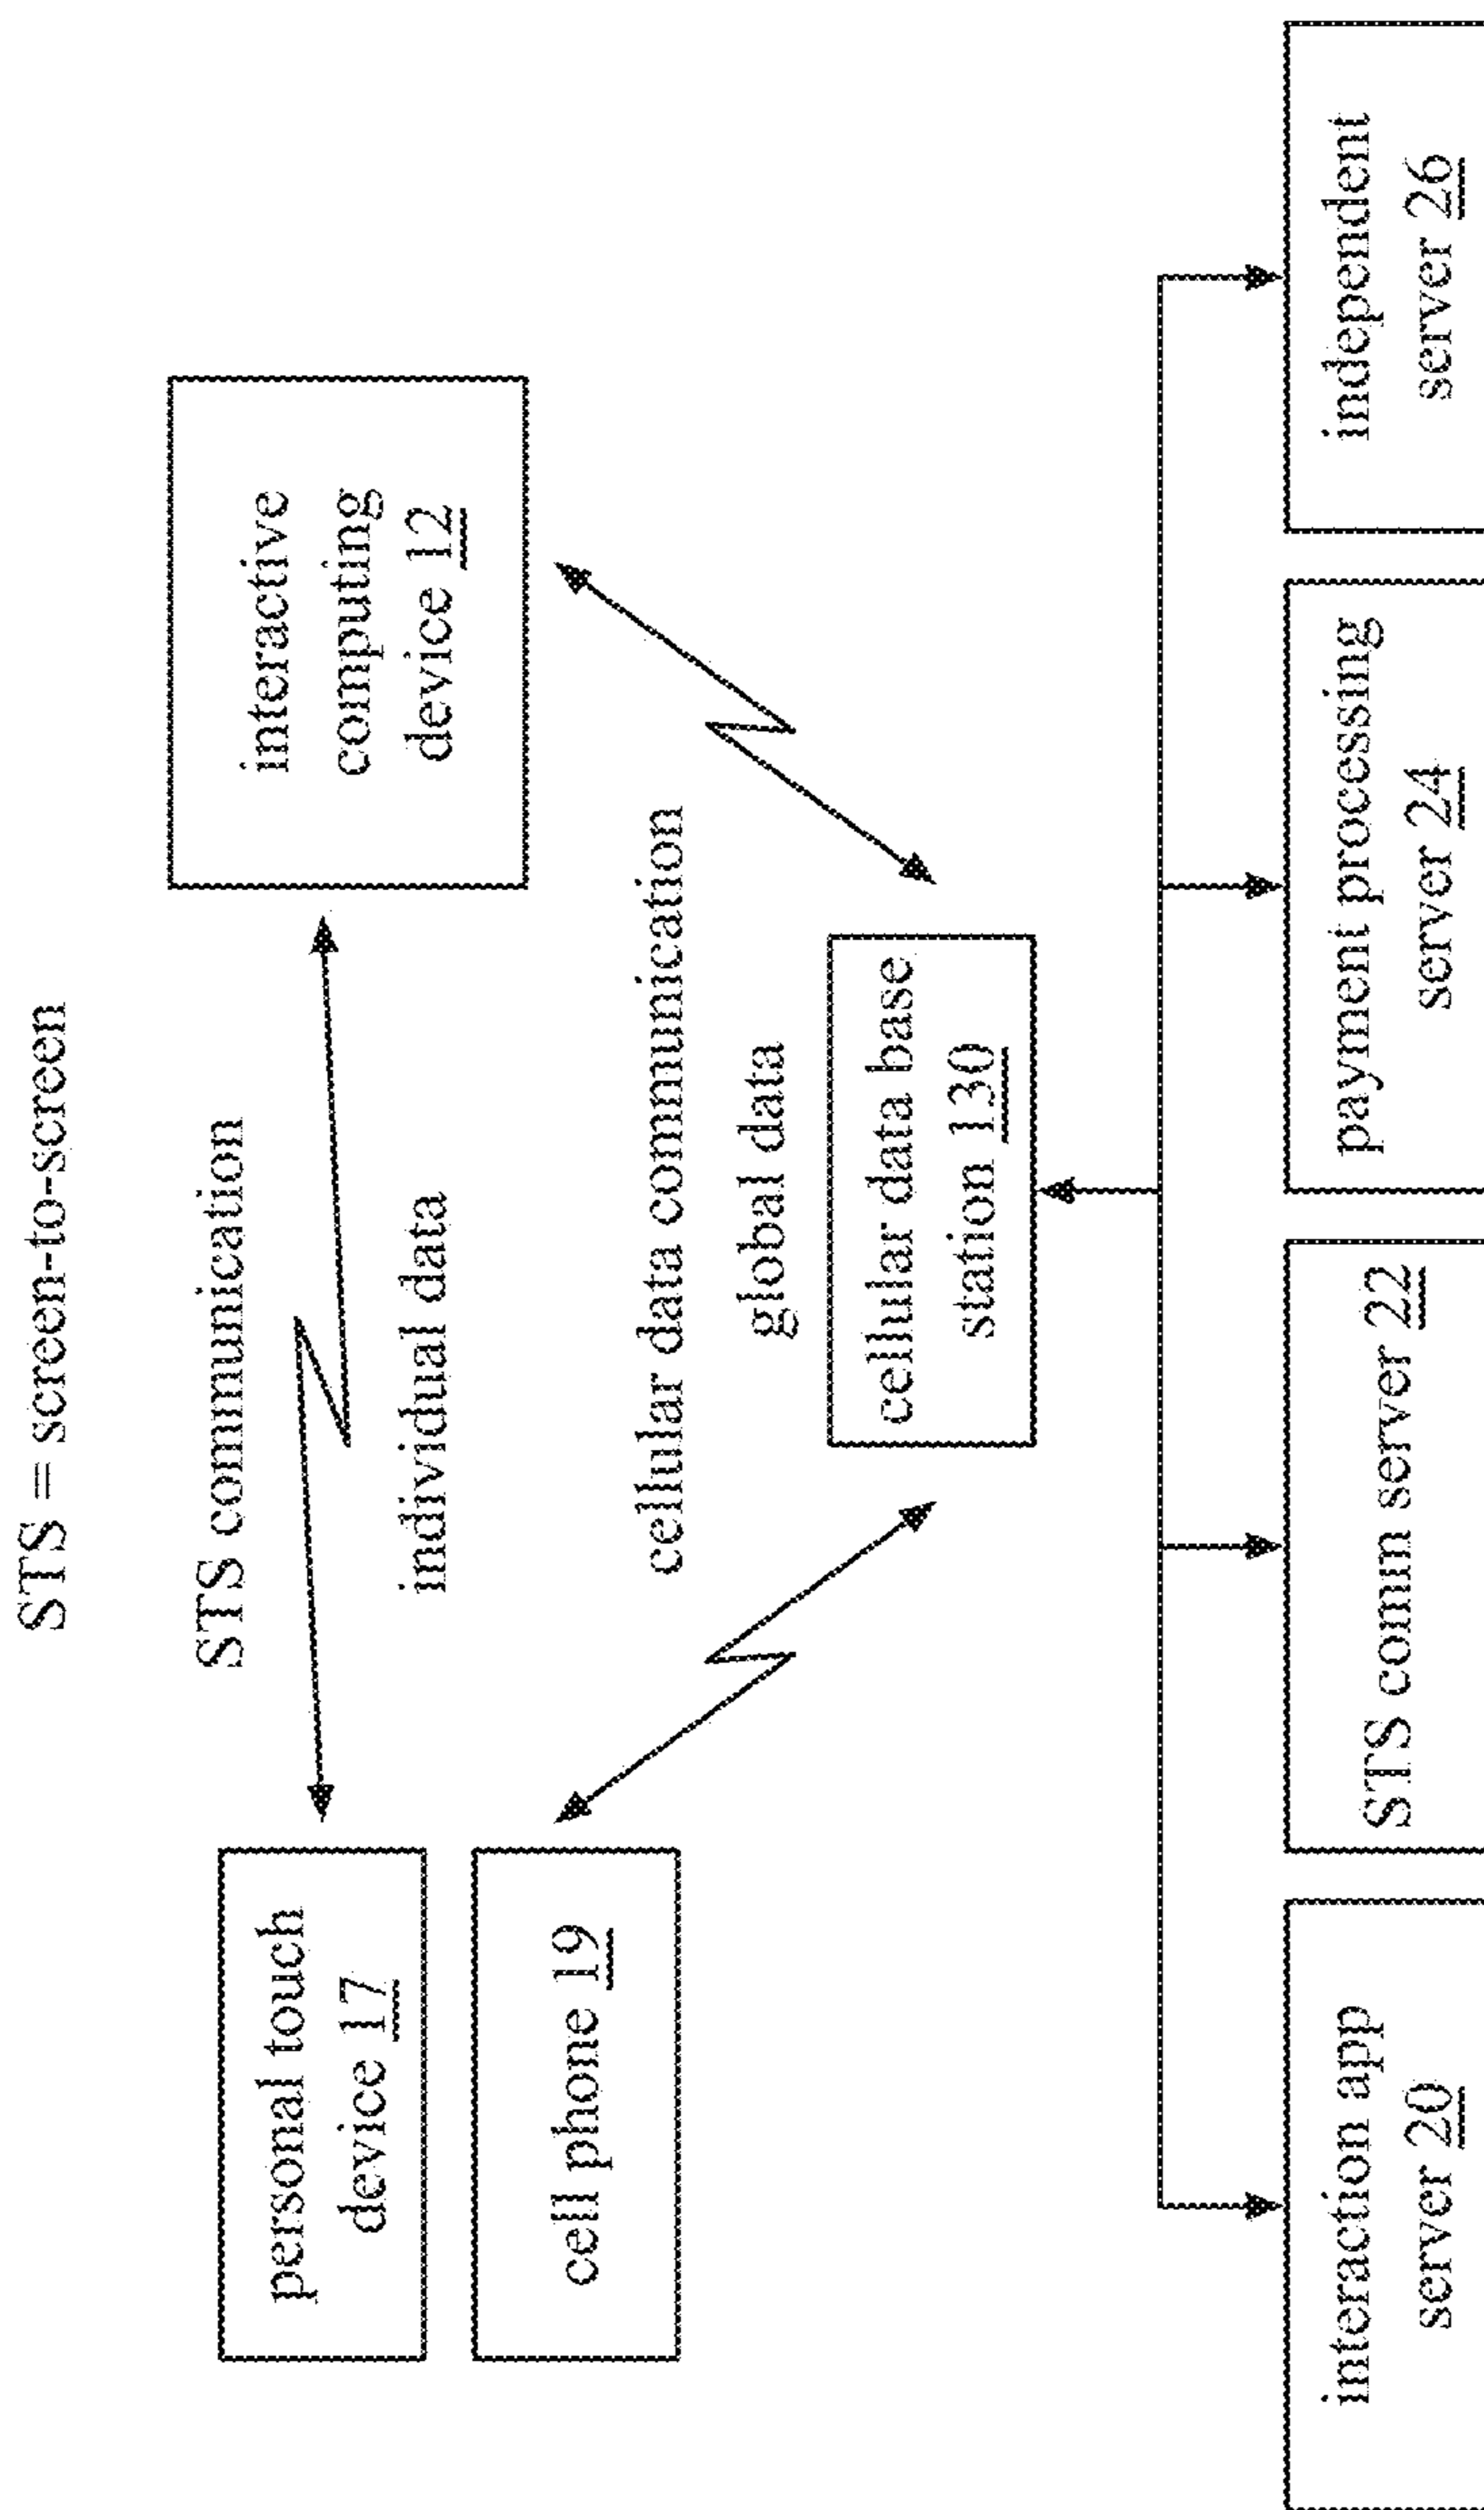 STS = screen-to-screen
STS communication
individual data
personal touch
device 17
cell phone 19
interactive
computing
device 12
cellular data communication
global data
cellular data base
station 130
interaction app
server 20
STS comm server 22
payment processing
server 24
independent
server 26